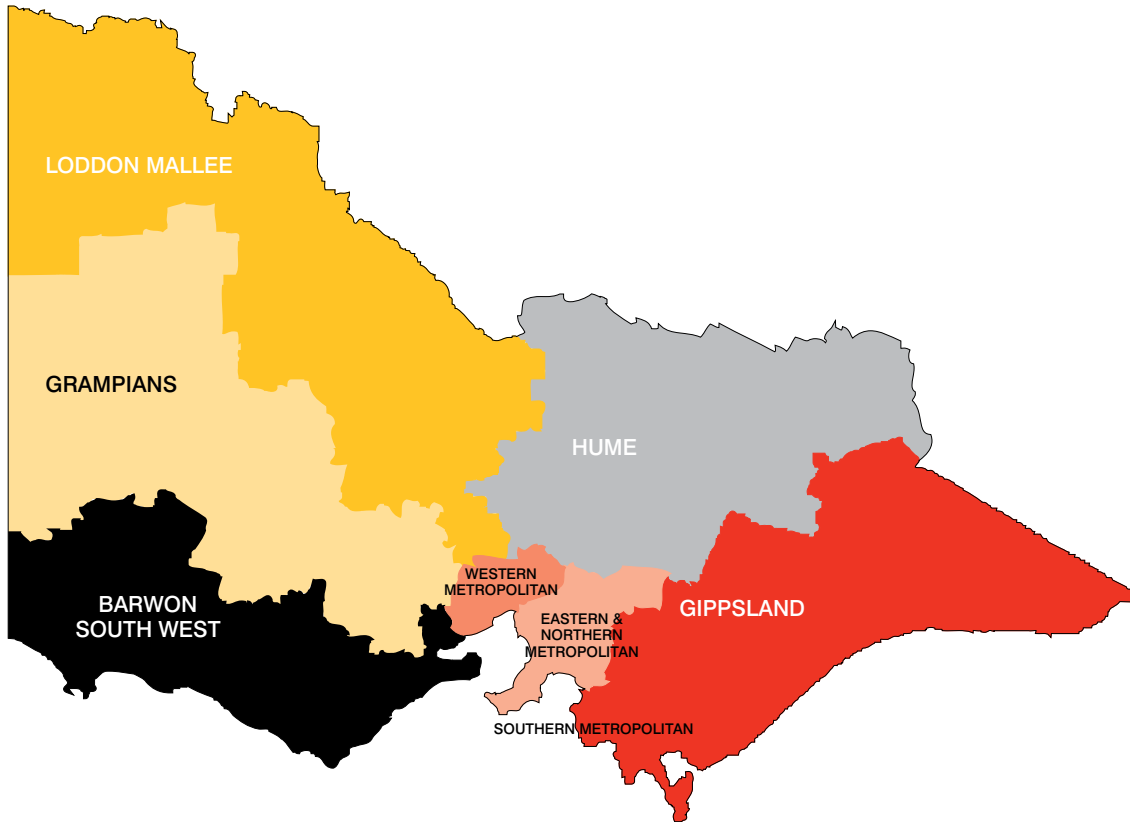 LODDON MALLEE
GRAMPIANS
HUME
WESTERN
METROPOLITAN
BARWON
SOUTH WEST
GIPPSLAND
EASTERN &
NORTHERN
METROPOLITAN
SOUTHERN METROPOLITAN